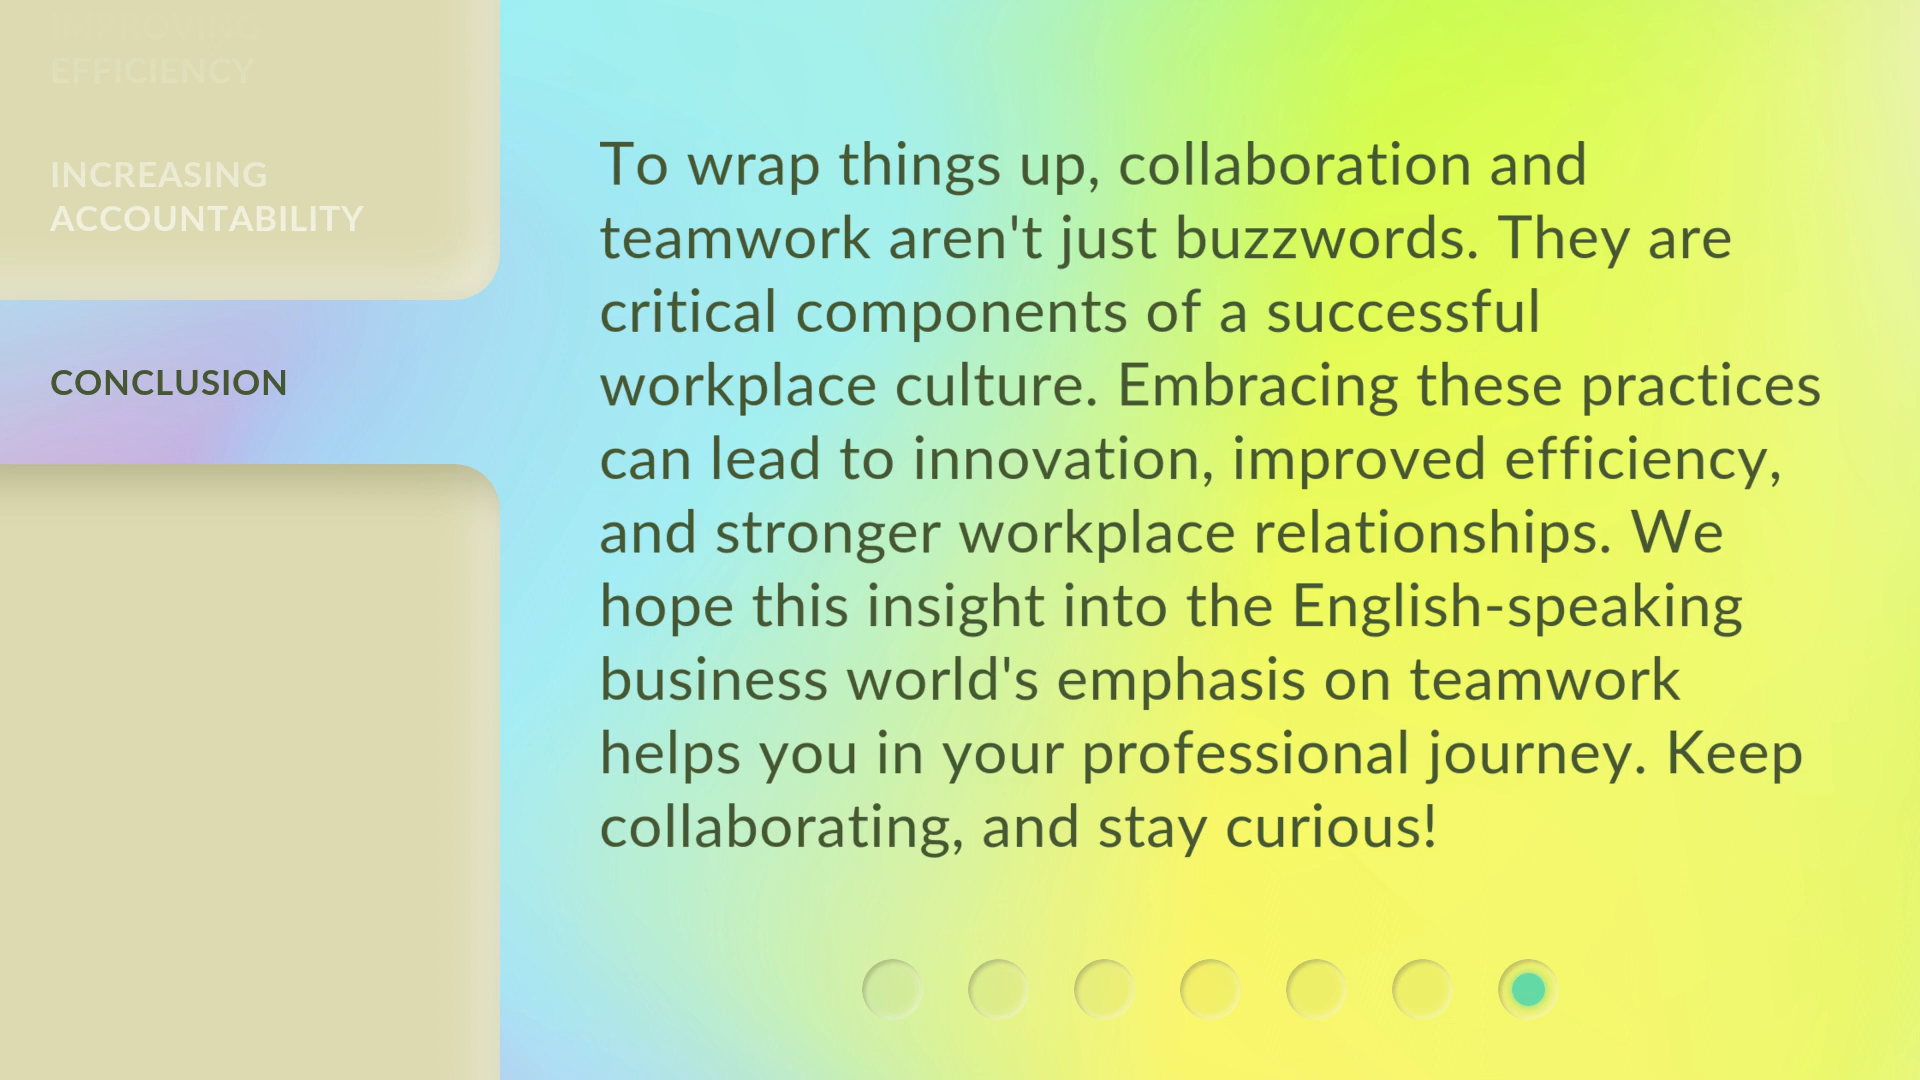 IMPROVING
EFFICIENCY
INCREASING
ACCOUNTABILITY
CONCLUSION
To wrap things up, collaboration and
teamwork aren't just buzzwords. They are
critical components of a successful
workplace culture. Embracing these practices
can lead to innovation, improved efficiency,
and stronger workplace relationships. We
hope this insight into the English-speaking
business world's emphasis on teamwork
helps you in your professional journey. Keep
collaborating, and stay curious!